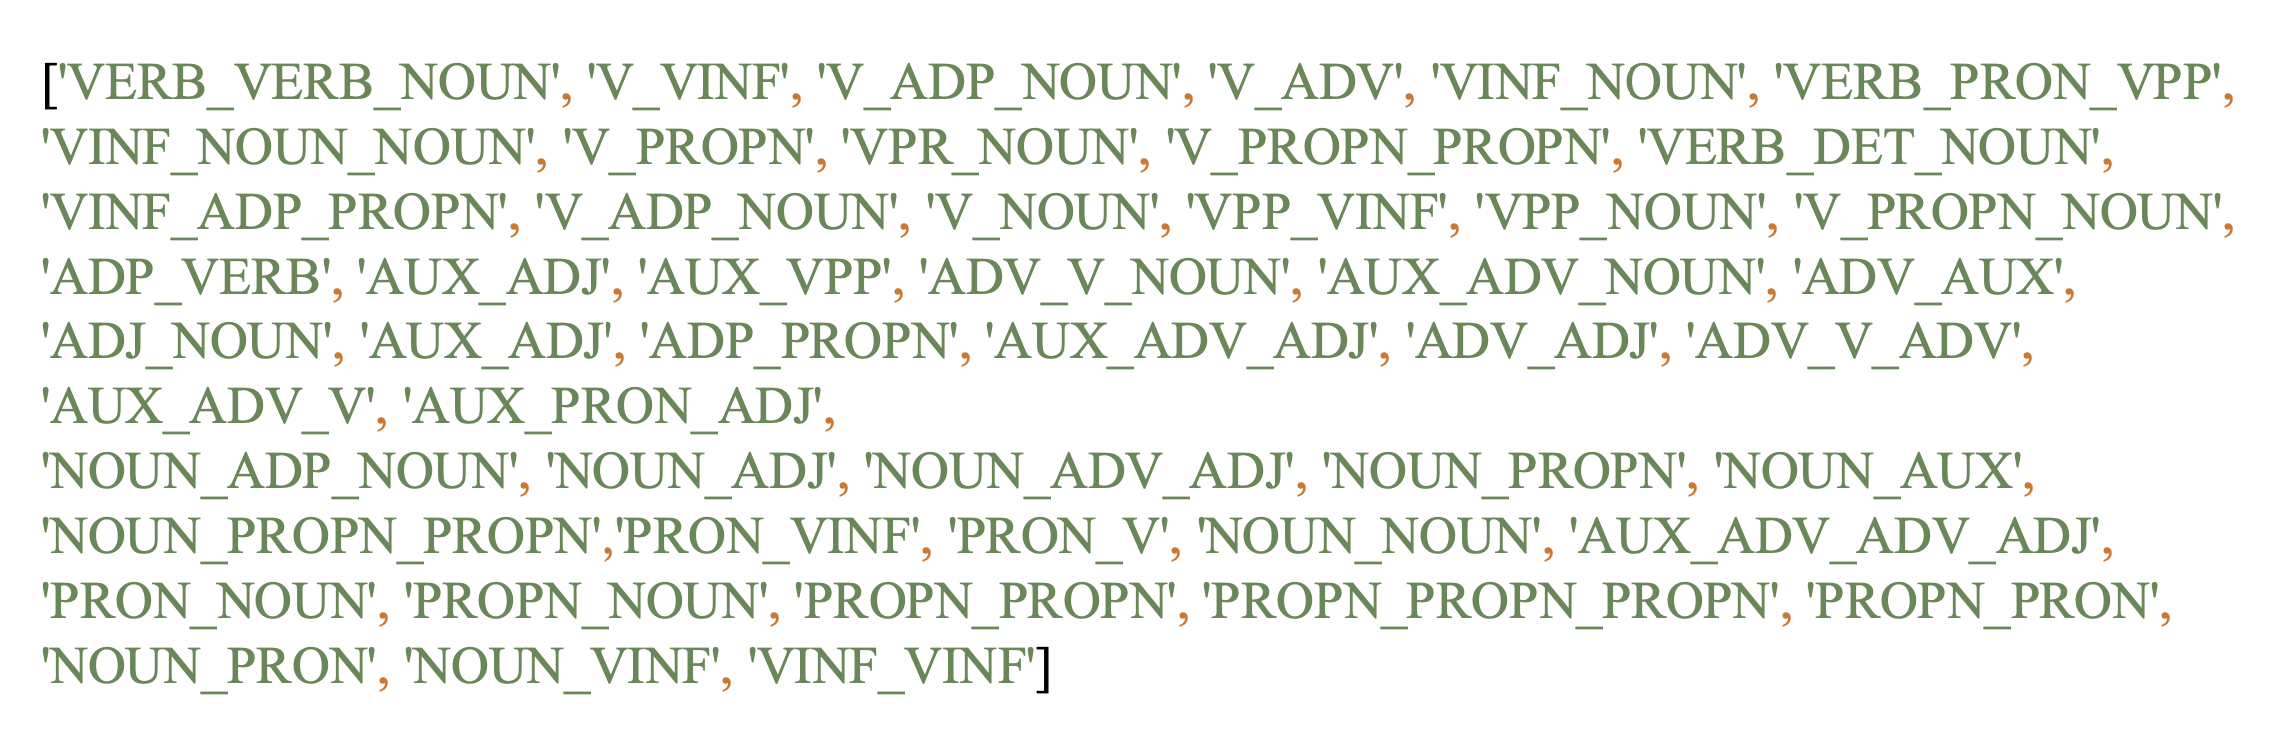 ['VERB_VERB_NOUN', 'V_VINF', 'V_ADP_NOUN', 'V_ADV', 'VINF_NOUN', 'VERB_PRON_VPP',
'VINF_NOUN_NOUN', 'V_PROPN', 'VPR_NOUN', 'V_PROPN_PROPN', 'VERB_DET_NOUN',
'VINF_ADP_PROPN', 'V_ADP_NOUN', 'V_NOUN', 'VPP_VINF', 'VPP_NOUN', 'V_PROPN_NOUN',
'ADP_VERB', 'AUX_ADJ', 'AUX_VPP', 'ADV_V_NOUN', 'AUX_ADV_NOUN', 'ADV_AUX',
'ADJ_NOUN', 'AUX_ADJ', 'ADP_PROPN', 'AUX_ADV_ADJ', 'ADV_ADJ', 'ADV_V_ADV',
'AUX_ADV_V', 'AUX_PRON_ADJ',
'NOUN_ADP_NOUN', 'NOUN_ADJ', 'NOUN_ADV_ADJ', 'NOUN_PROPN', 'NOUN_AUX',
'NOUN_PROPN_PROPN','PRON_VINF', 'PRON_V', 'NOUN_NOUN', 'AUX_ADV_ADV_ADJ',
'PRON_NOUN', 'PROPN_NOUN', 'PROPN_PROPN', 'PROPN_PROPN_PROPN', 'PROPN_PRON',
'NOUN_PRON', 'NOUN_VINF', 'VINF_VINF']